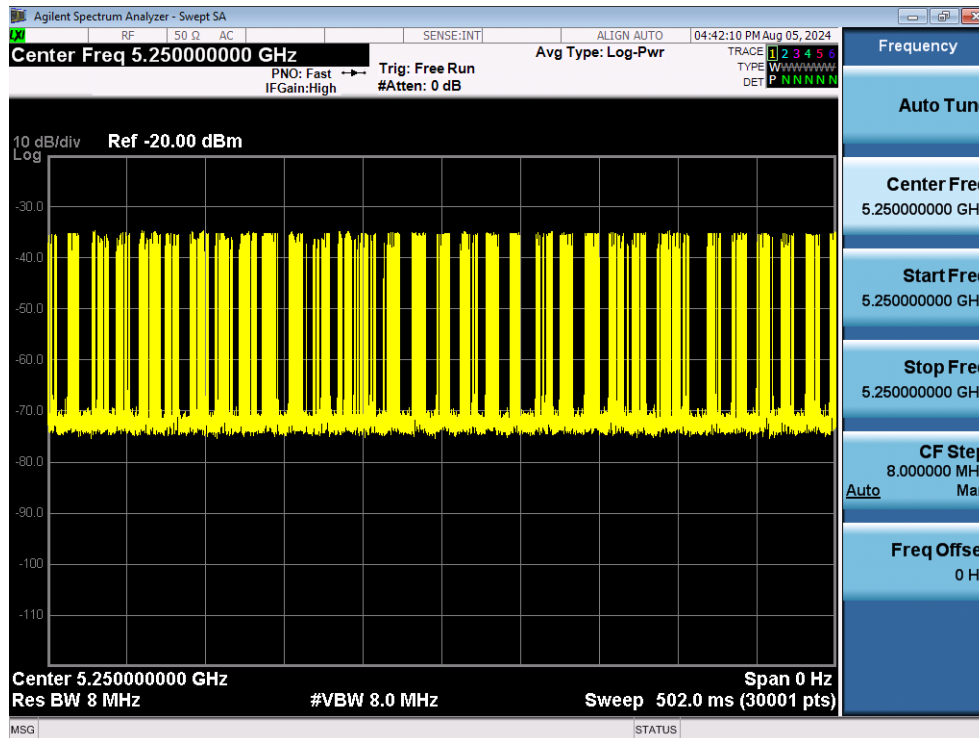 Agilent Spectrum Analyzer - Swept SA
LXI RF 50 Ω AC SENSE:INT ALIGN AUTO 04:42:10 PM Aug 05, 2024
Center Freq 5.250000000 GHz
PNO: Fast
IFGain:High
Trig: Free Run
#Atten: 0 dB
Avg Type: Log-Pwr
TRACE 1 2 3 4 5 6
TYPE WWWWWW
DET P N N N N N
10 dB/div Ref -20.00 dBm
Log
-30.0
-40.0
-50.0
-60.0
-70.0
-80.0
-90.0
-100
-110
Center 5.250000000 GHz Span 0 Hz
Res BW 8 MHz #VBW 8.0 MHz Sweep 502.0 ms (30001 pts)
MSG STATUS
Frequency
Auto Tun
Center Fre
5.250000000 GH
Start Fre
5.250000000 GH
Stop Fre
5.250000000 GH
CF Ste
8.000000 MH
Auto Ma
Freq Offse
0 H